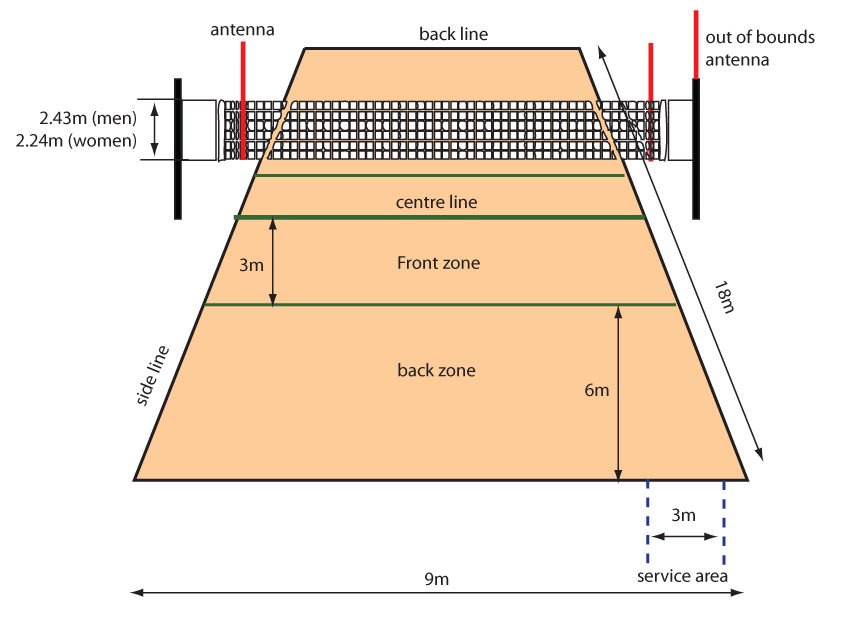 antenna
back line
out of bounds
antenna
2.43m (men)
2.24m (women)
centre line
3m
Front zone
18m
side line
back zone
6m
3m
service area
9m